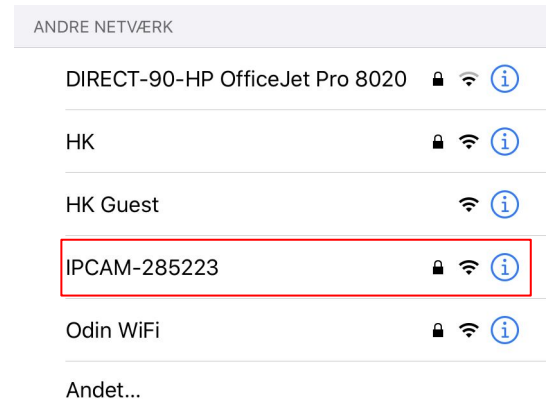 ANDRE NETVÆRK
DIRECT-90-HP OfficeJet Pro 8020
HK
HK Guest
IPCAM-285223
Odin WiFi
Andet...